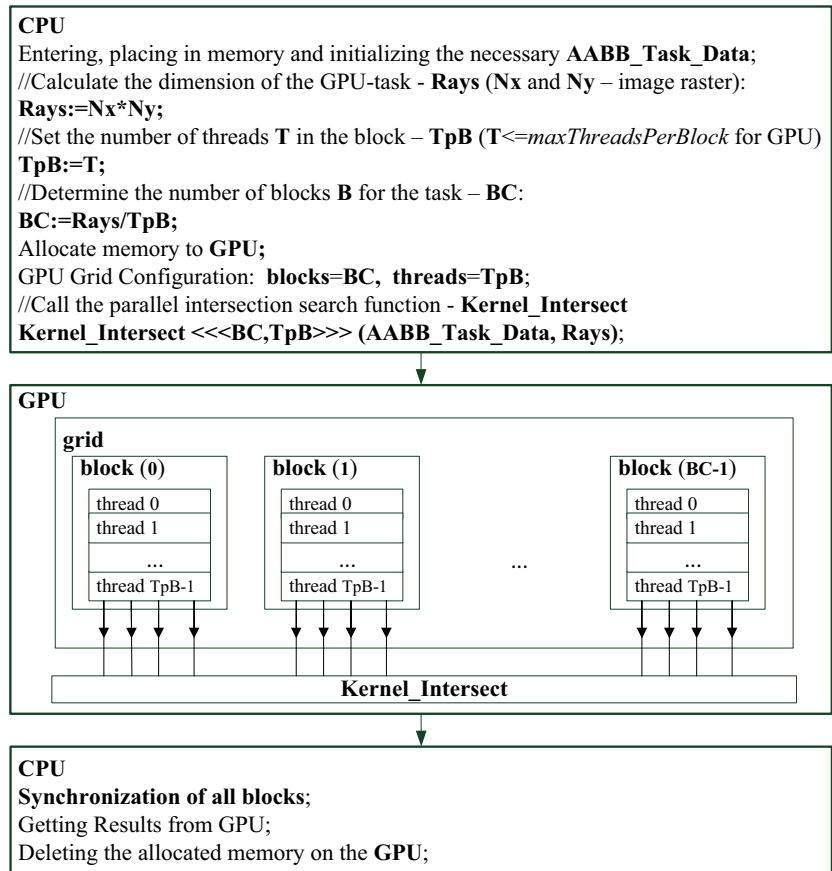 CPU
Entering, placing in memory and initializing the necessary AABB_Task_Data;
//Calculate the dimension of the GPU-task - Rays (Nx and Ny – image raster):
Rays:=Nx*Ny;
//Set the number of threads T in the block – TpB (T<=maxThreadsPerBlock for GPU)
TpB:=T;
//Determine the number of blocks B for the task – BC:
BC:=Rays/TpB;
Allocate memory to GPU;
GPU Grid Configuration: blocks=BC, threads=TpB;
//Call the parallel intersection search function - Kernel_Intersect
Kernel_Intersect <<<BC,TpB>>> (AABB_Task_Data, Rays);
GPU
grid
block (0)
thread 0
thread 1
...
thread TpB-1
block (1)
thread 0
thread 1
...
thread TpB-1
...
block (BC-1)
thread 0
thread 1
...
thread TpB-1
Kernel_Intersect
CPU
Synchronization of all blocks;
Getting Results from GPU;
Deleting the allocated memory on the GPU;